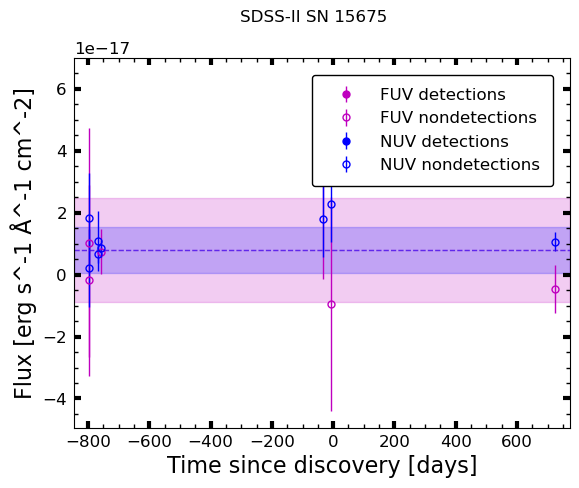 SDSS-II SN 15675
1e−17
FUV detections
FUV nondetections
NUV detections
NUV nondetections
6
4
2
0
−2
−4
Flux [erg s^-1 Å^-1 cm^-2]
−800 −600 −400 −200 0 200 400 600
Time since discovery [days]